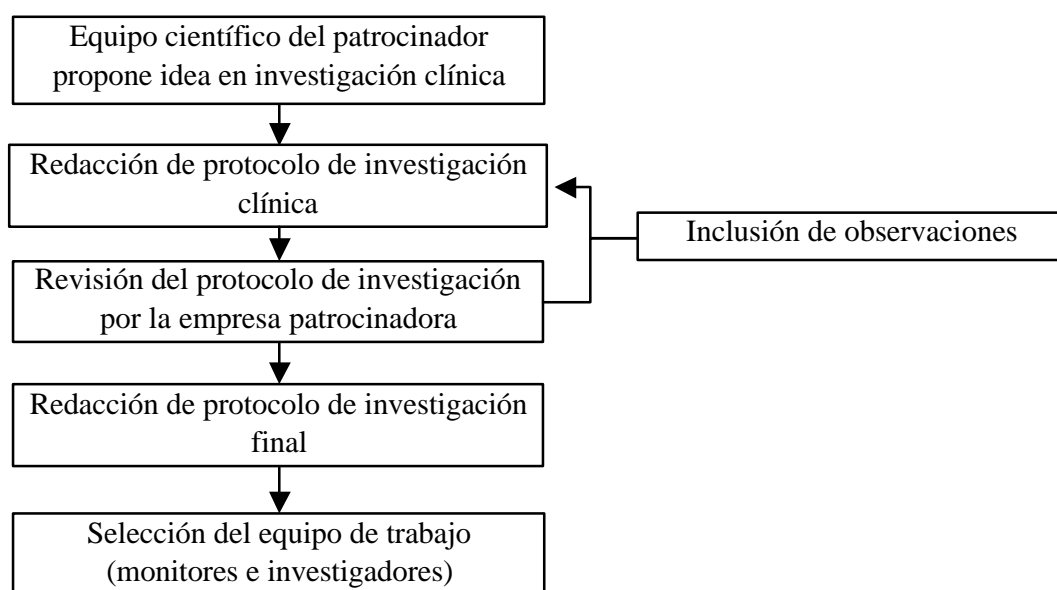 Equipo científico del patrocinador
propone idea en investigación clínica
Redacción de protocolo de investigación
clínica
Inclusión de observaciones
Revisión del protocolo de investigación
por la empresa patrocinadora
Redacción de protocolo de investigación
final
Selección del equipo de trabajo
(monitores e investigadores)